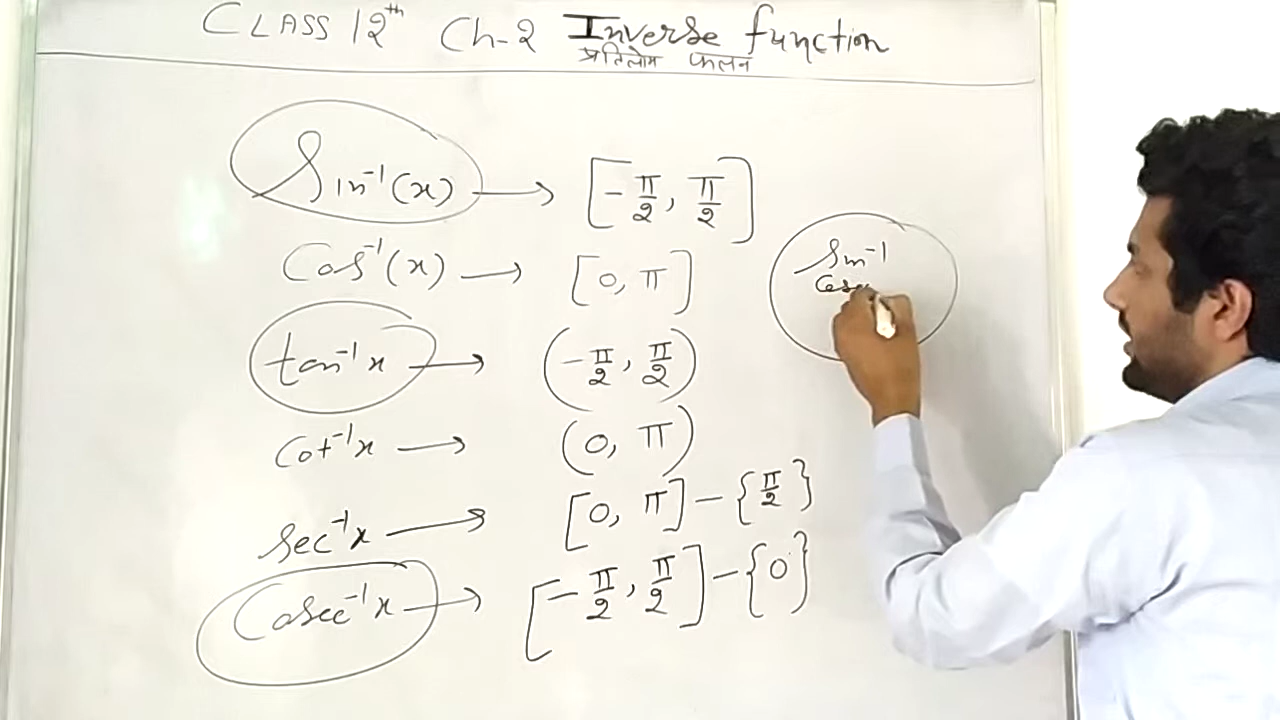 CLASS 12th Ch-2 Inverse function
प्रतिलोम फलन
Sin⁻¹(x) → [-π/2, π/2]
Cos⁻¹(x) → [0, π]
tan⁻¹x → (-π/2, π/2)
Cot⁻¹x → (0, π)
Sec⁻¹x → [0, π] - {π/2}
Cosec⁻¹x → [-π/2, π/2] - {0}
Sin⁻¹